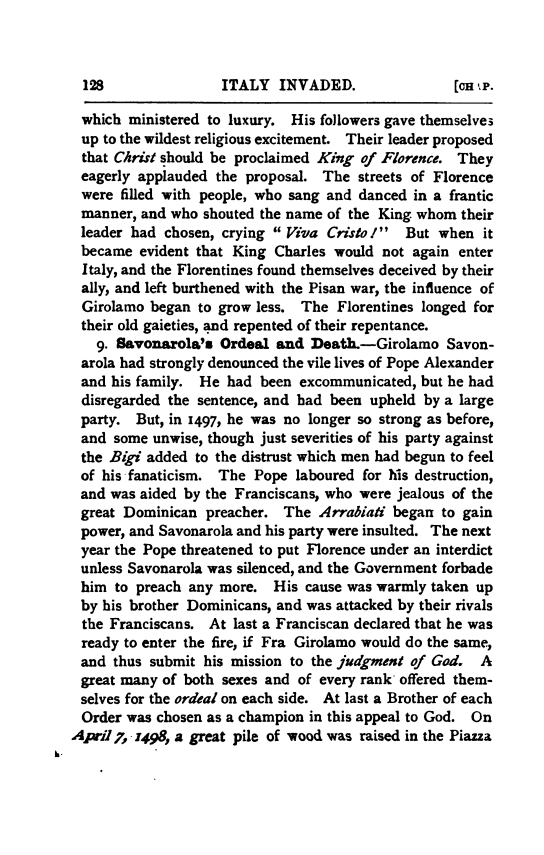 128 ITALY INVADED. [CH \P.
which ministered to luxury. His followers gave themselves
up to the wildest religious excitement. Their leader proposed
that Christ should be proclaimed King of Florence. They
eagerly applauded the proposal. The streets of Florence
were filled with people, who sang and danced in a frantic
manner, and who shouted the name of the King whom their
leader had chosen, crying “ Viva Cristo!” But when it
became evident that King Charles would not again enter
Italy, and the Florentines found themselves deceived by their
ally, and left burthened with the Pisan war, the influence of
Girolamo began to grow less. The Florentines longed for
their old gaieties, and repented of their repentance.
9. Savonarola’s Ordeal and Death.—Girolamo Savon-
arola had strongly denounced the vile lives of Pope Alexander
and his family. He had been excommunicated, but he had
disregarded the sentence, and had been upheld by a large
party. But, in 1497, he was no longer so strong as before,
and some unwise, though just severities of his party against
the Bigi added to the distrust which men had begun to feel
of his fanaticism. The Pope laboured for his destruction,
and was aided by the Franciscans, who were jealous of the
great Dominican preacher. The Arrabiati began to gain
power, and Savonarola and his party were insulted. The next
year the Pope threatened to put Florence under an interdict
unless Savonarola was silenced, and the Government forbade
him to preach any more. His cause was warmly taken up
by his brother Dominicans, and was attacked by their rivals
the Franciscans. At last a Franciscan declared that he was
ready to enter the fire, if Fra Girolamo would do the same,
and thus submit his mission to the judgment of God. A
great many of both sexes and of every rank offered them-
selves for the ordeal on each side. At last a Brother of each
Order was chosen as a champion in this appeal to God. On
April 7, 1498, a great pile of wood was raised in the Piazza